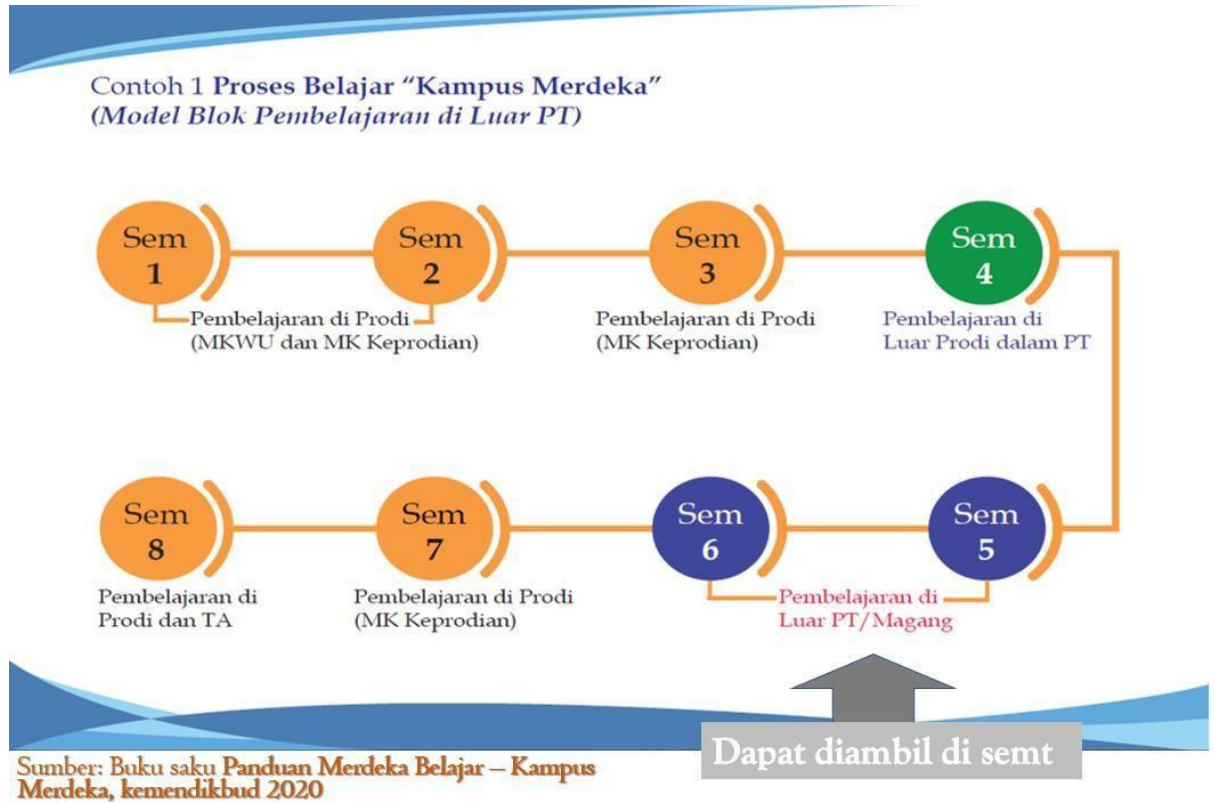 Contoh 1 Proses Belajar “Kampus Merdeka”
(Model Blok Pembelajaran di Luar PT)
Sem
1
Sem
2
Sem
3
Sem
4
Pembelajaran di Prodi
(MKWU dan MK Keprodian)
Pembelajaran di Prodi
(MK Keprodian)
Pembelajaran di
Luar Prodi dalam PT
Sem
8
Sem
7
Sem
6
Sem
5
Pembelajaran di
Prodi dan TA
Pembelajaran di Prodi
(MK Keprodian)
Pembelajaran di
Luar PT/Magang
Dapat diambil di semt
Sumber: Buku saku Panduan Merdeka Belajar – Kampus
Merdeka, kemendikbud 2020